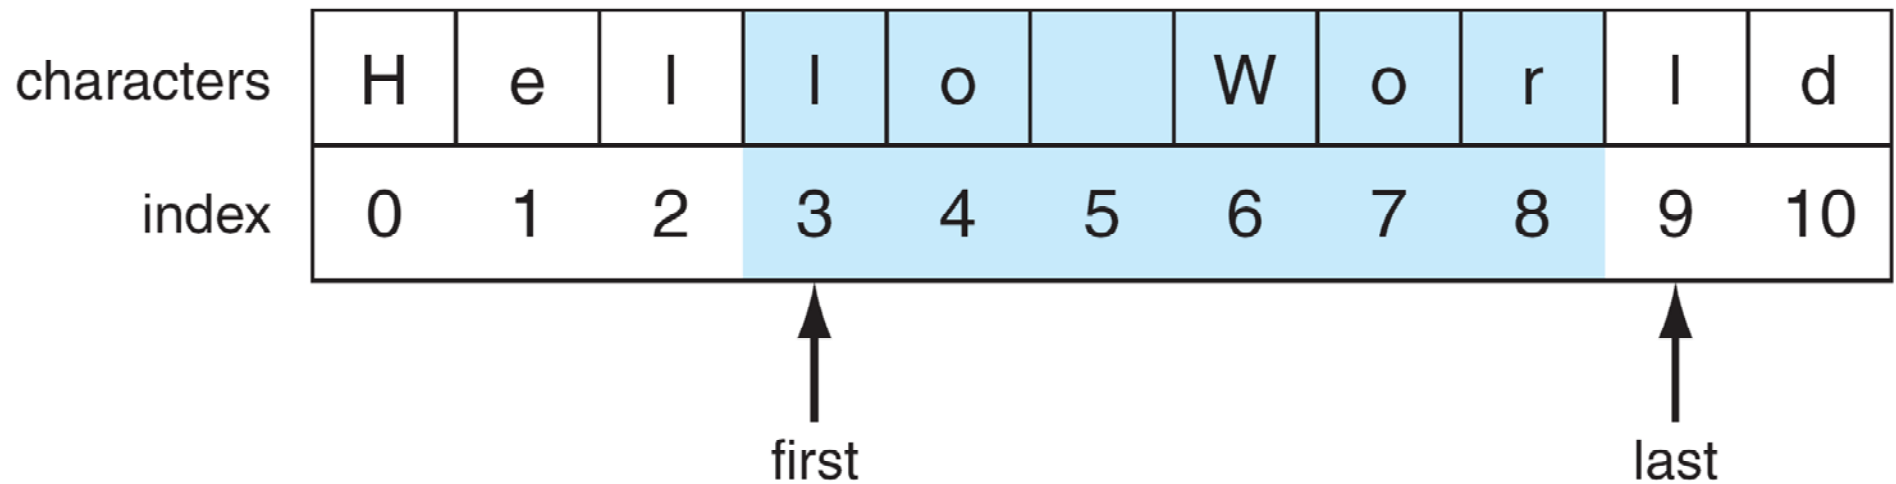 characters H e l l o W o r l d
index 0 1 2 3 4 5 6 7 8 9 10
first last